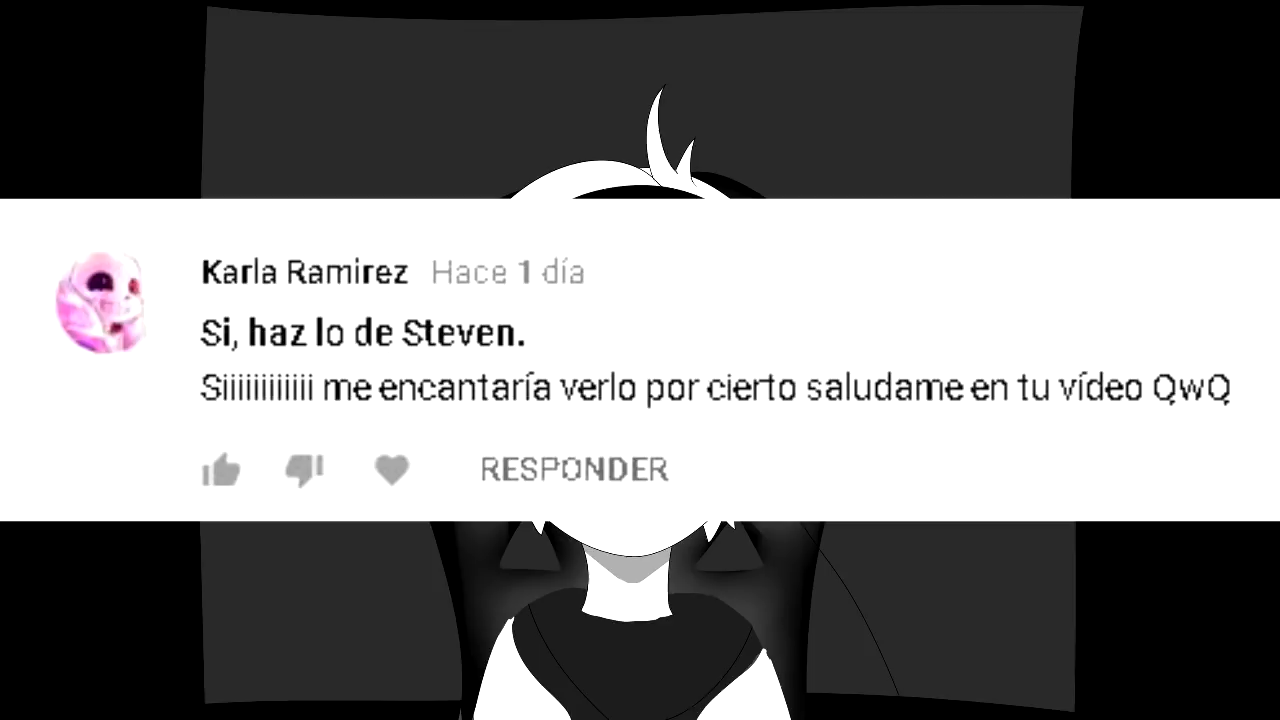 Karla Ramirez Hace 1 día
Si, haz lo de Steven.
Siiiiiiiiiiii me encantaría verlo por cierto saludame en tu vídeo QwQ
RESPONDER